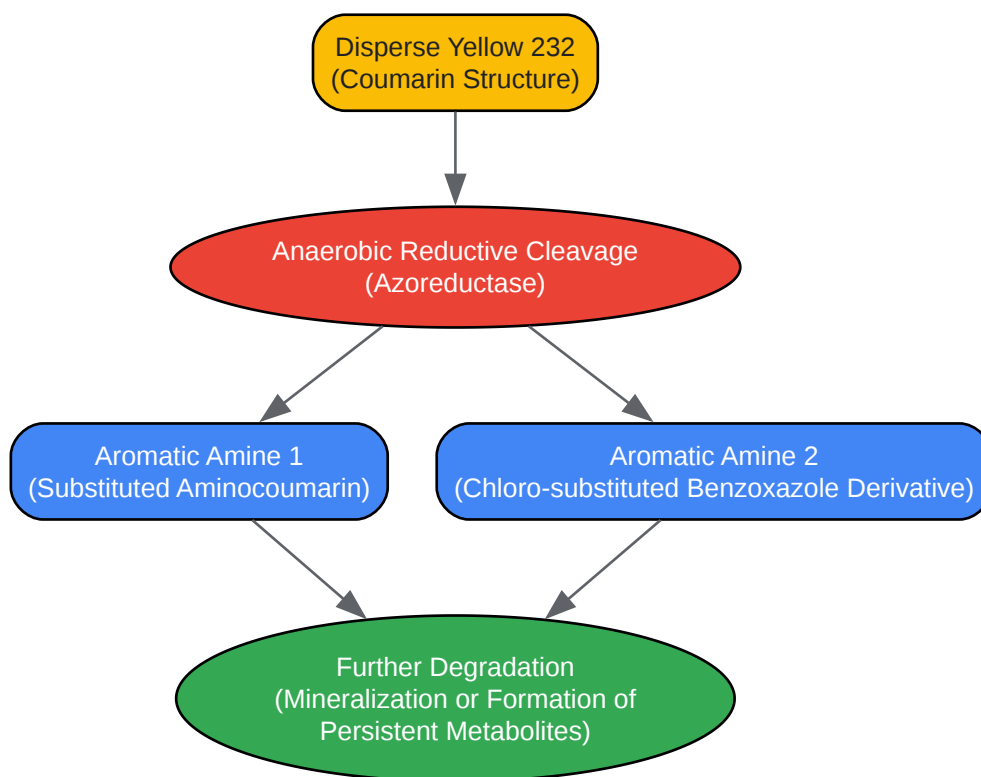 Disperse Yellow 232
(Coumarin Structure)
Anaerobic Reductive Cleavage
(Azoreductase)
Aromatic Amine 1
(Substituted Aminocoumarin)
Aromatic Amine 2
(Chloro-substituted Benzoxazole Derivative)
Further Degradation
(Mineralization or Formation of
Persistent Metabolites)